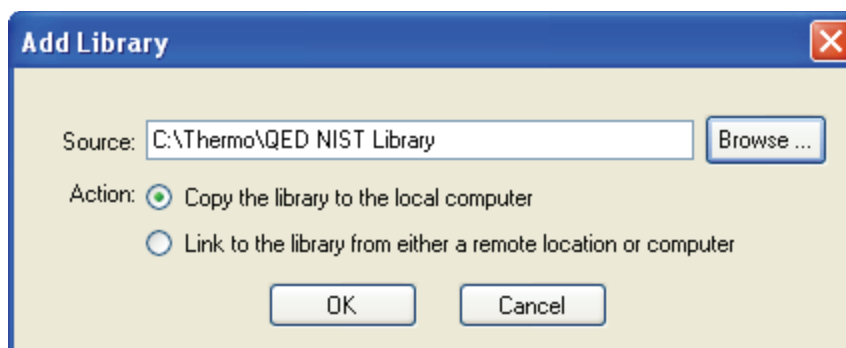 Add Library
Source: C:\Thermo\QED NIST Library Browse ...
Action: Copy the library to the local computer
Link to the library from either a remote location or computer
OK Cancel